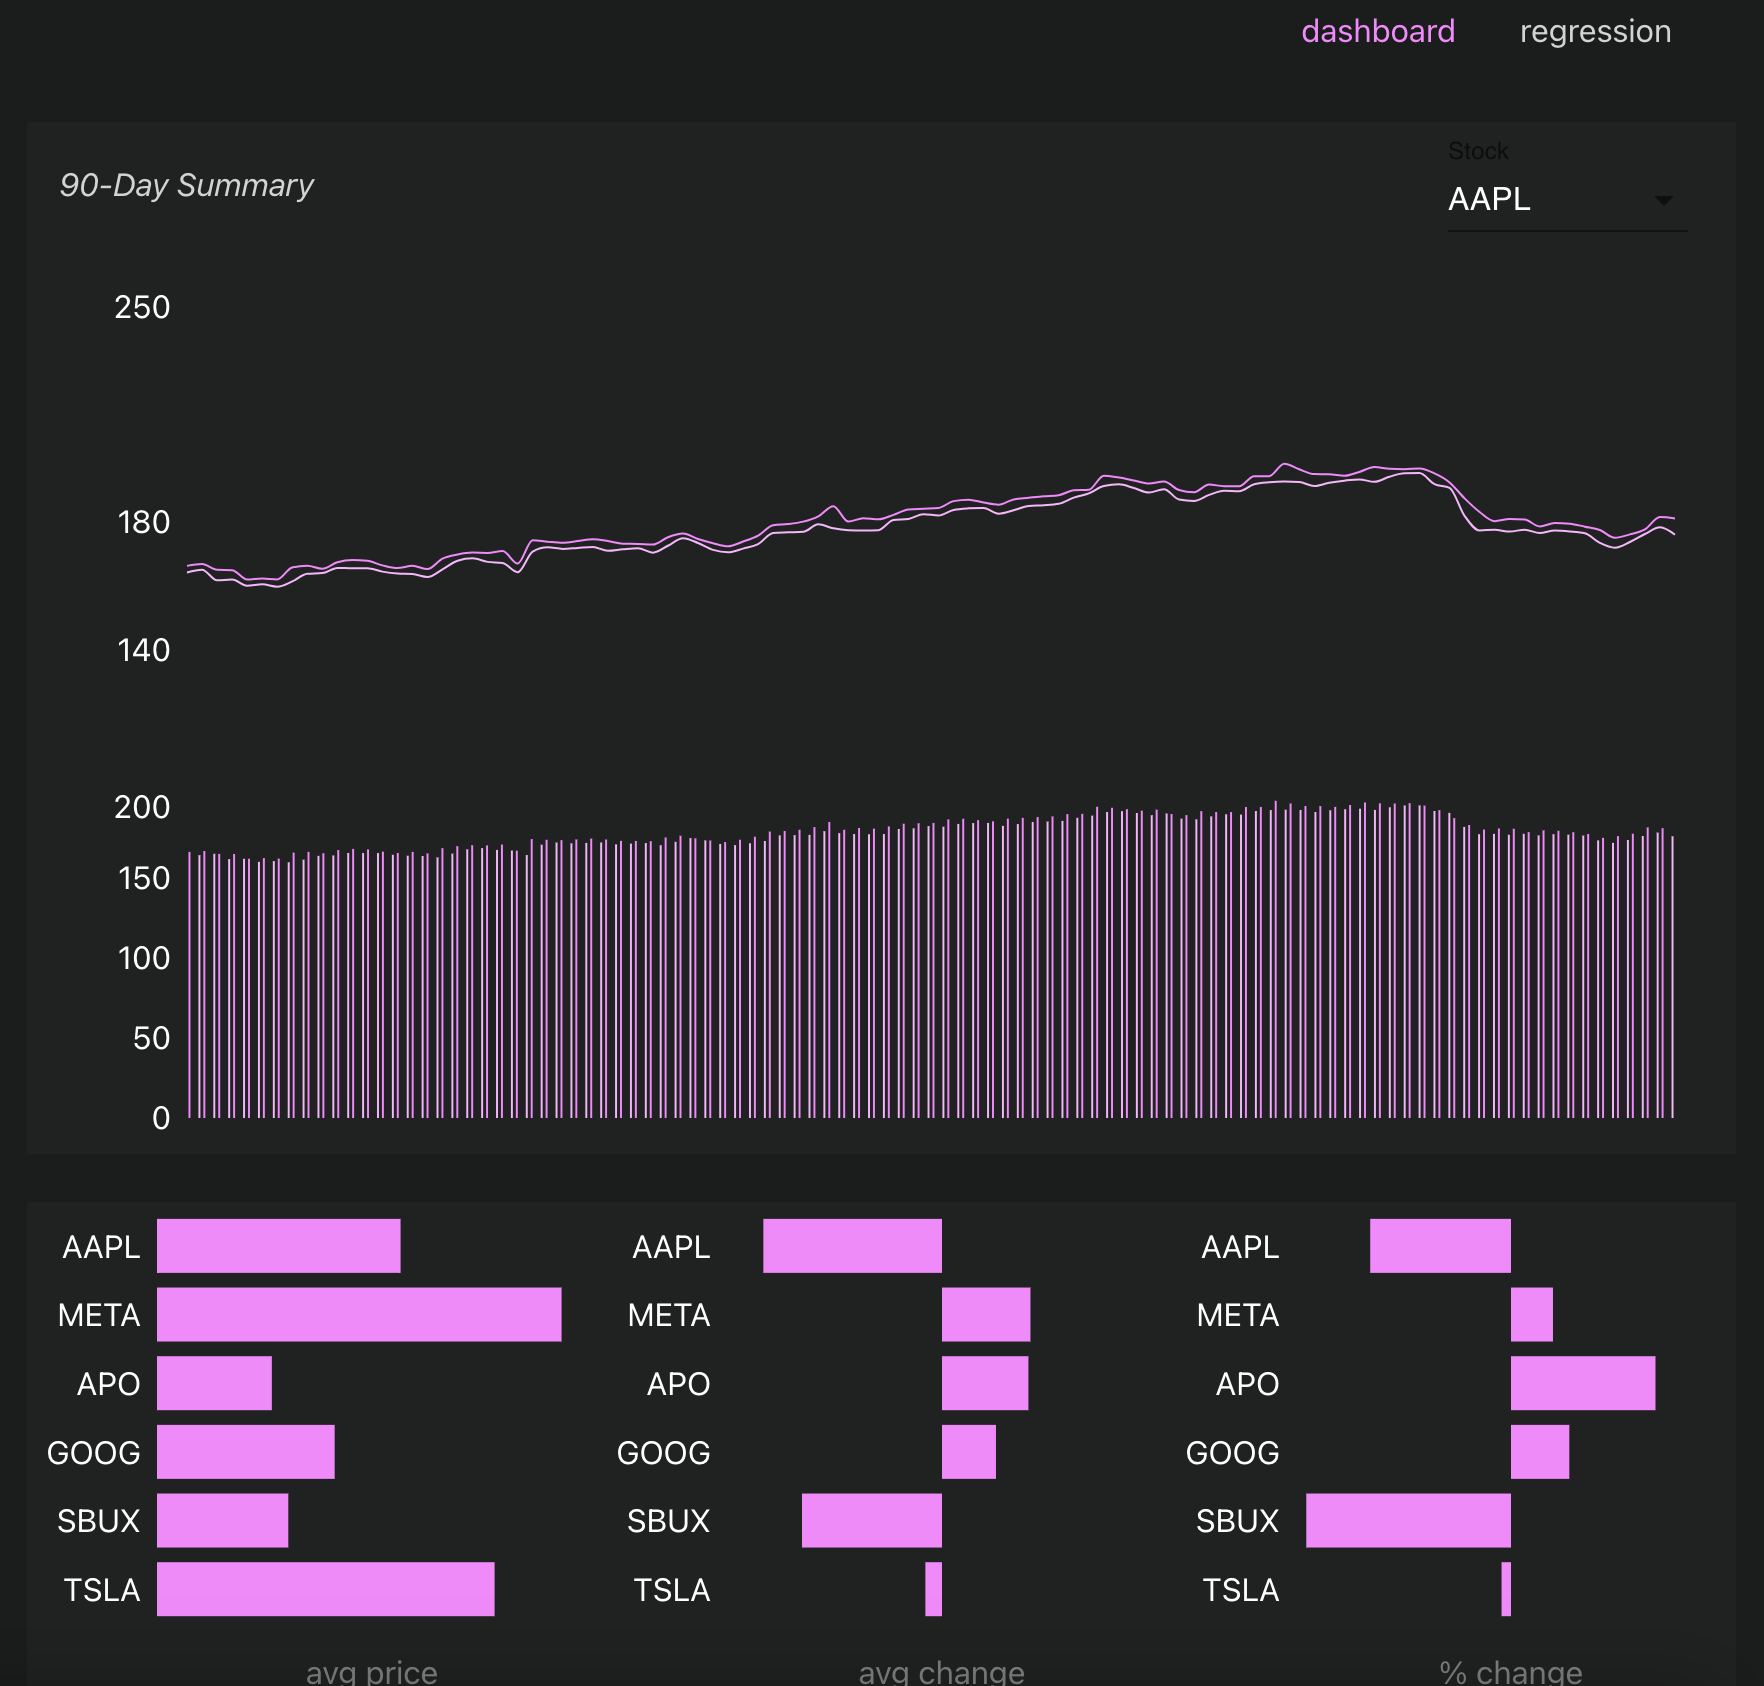 dashboard regression
Stock
90-Day Summary
AAPL
250
180
140
200
150
100
50
0
AAPL AAPL AAPL
META META META
APO APO APO
GOOG GOOG GOOG
SBUX SBUX SBUX
TSLA TSLA TSLA
avg price avg change % change